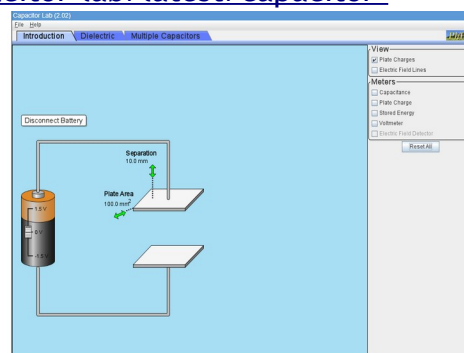 Capacitor Lab (2.02)
File Help
Introduction Dielectric Multiple Capacitors
View
Plate Charges
Electric Field Lines
Meters
Capacitance
Plate Charge
Stored Energy
Voltmeter
Electric Field Detector
Reset All
Disconnect Battery
Separation
10.0 mm
Plate Area
100.0 mm²
1.5 V
0 V
-1.5 V